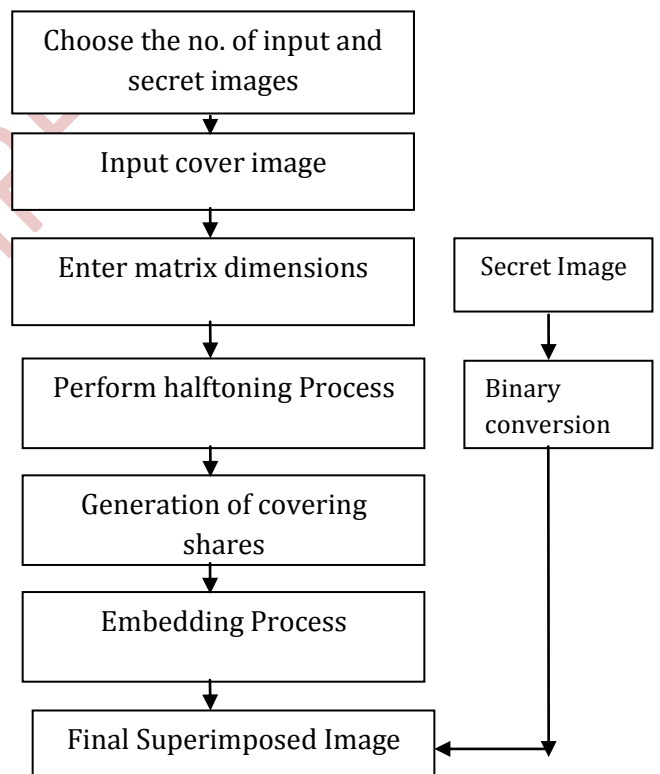 Choose the no. of input and
secret images
Input cover image
Enter matrix dimensions
Perform halftoning Process
Generation of covering
shares
Embedding Process
Final Superimposed Image
Secret Image
Binary
conversion